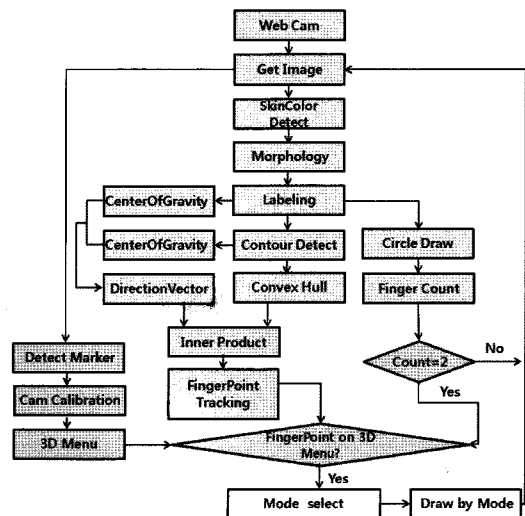 Web Cam
Get Image
SkinColor
Detect
Morphology
CenterOfGravity
Labeling
CenterOfGravity
Contour Detect
Circle Draw
DirectionVector
Convex Hull
Finger Count
Inner Product
Detect Marker
Count=2
No
FingerPoint
Tracking
Cam Calibration
Yes
3D Menu
FingerPoint on 3D
Menu?
Yes
Mode select
Draw by Mode